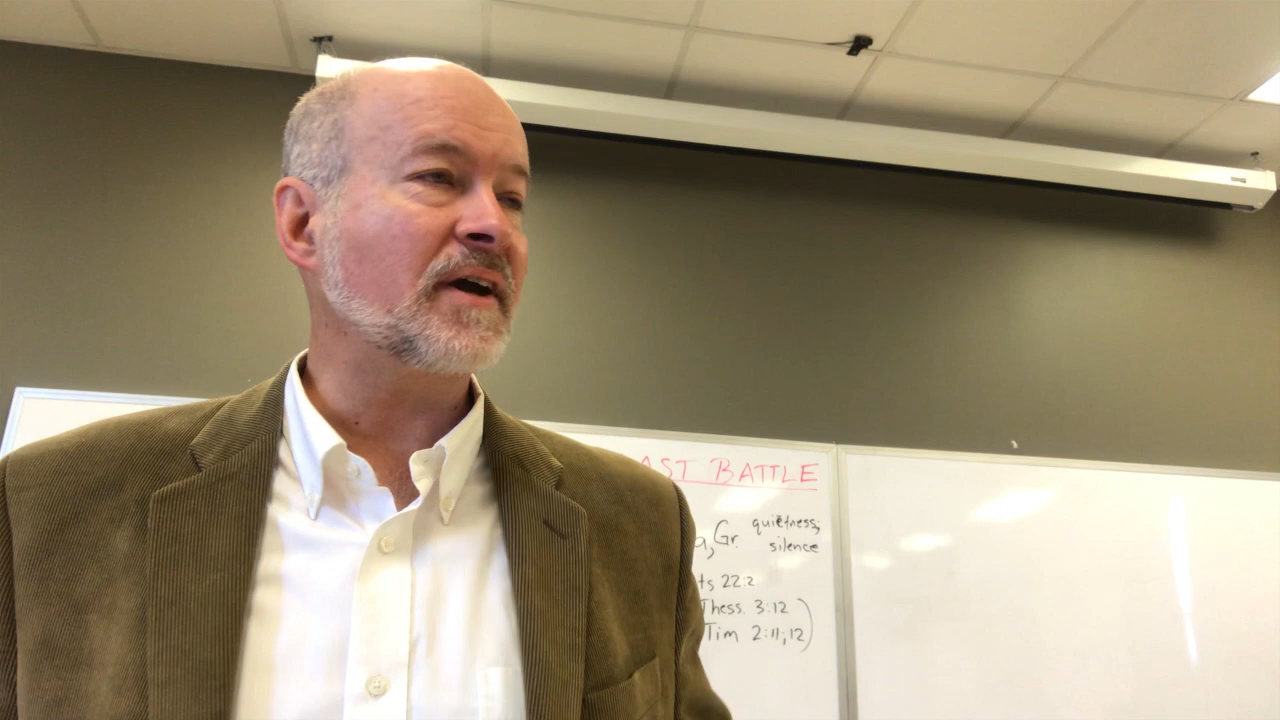 AST BATTLE
a, Gr. quietness;
silence
ts 22:2
Thess. 3:12
Tim 2:11,12)